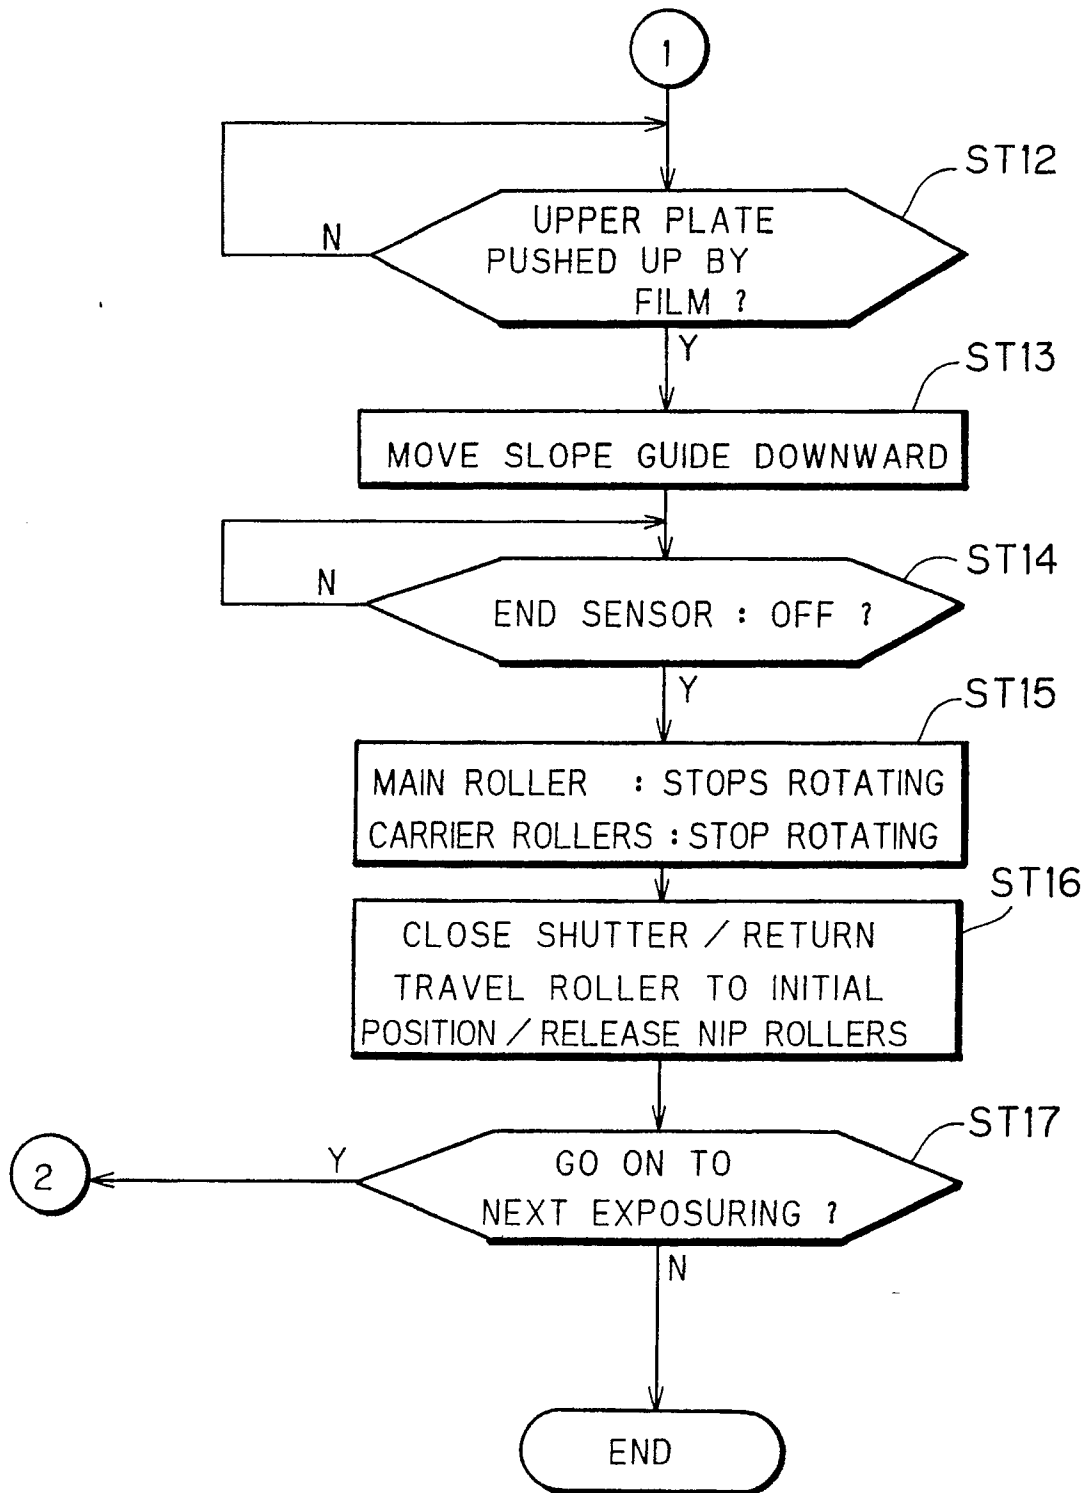 1
ST12
UPPER PLATE
N
PUSHED UP BY
FILM ?
Y
ST13
MOVE SLOPE GUIDE DOWNWARD
ST14
N
END SENSOR : OFF ?
Y
ST15
MAIN ROLLER : STOPS ROTATING
CARRIER ROLLERS : STOP ROTATING
ST16
CLOSE SHUTTER / RETURN
TRAVEL ROLLER TO INITIAL
POSITION / RELEASE NIP ROLLERS
ST17
2
Y
GO ON TO
NEXT EXPOSURING ?
N
END